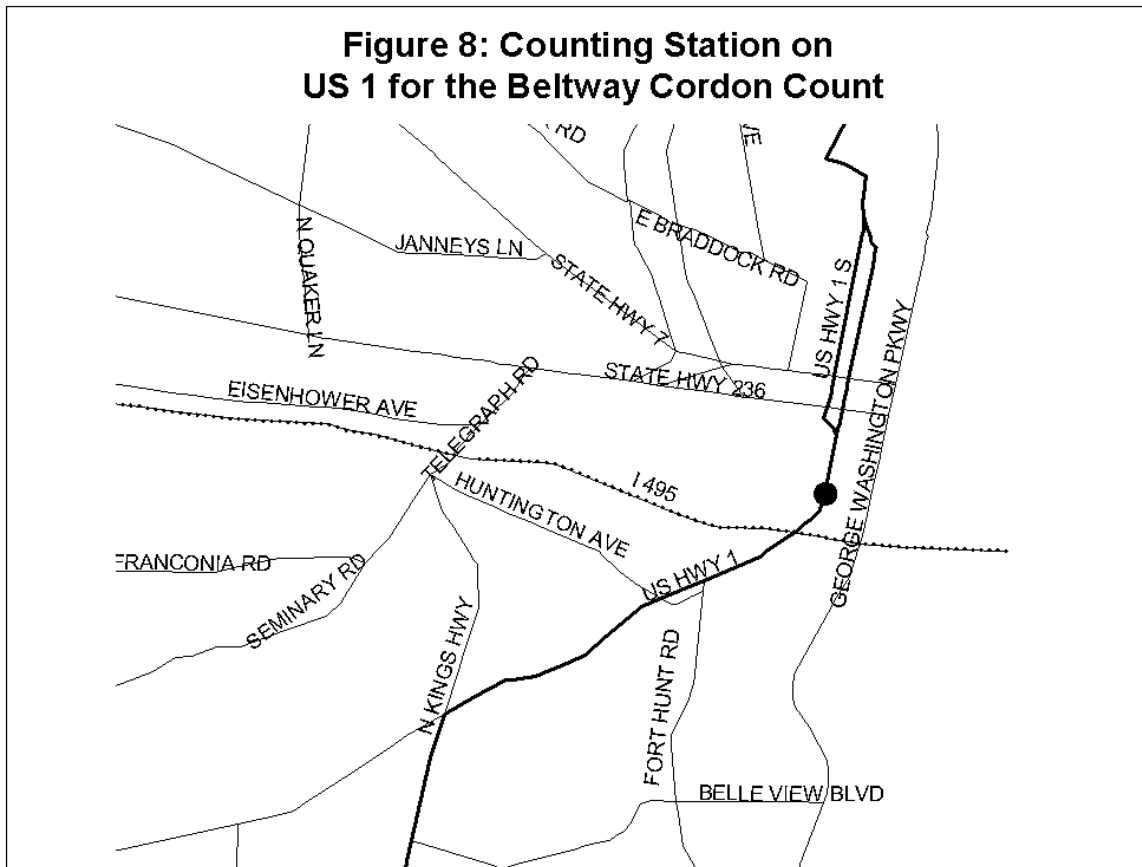 Figure 8: Counting Station on
US 1 for the Beltway Cordon Count
RD
VE
E BRADDOCK RD
N QUAKER LN
JANNEYS LN
STATE HWY 7
US HWY 1 S
GEORGE WASHINGTON PKWY
STATE HWY 236
TELEGRAPH RD
EISENHOWER AVE
I 495
HUNTINGTON AVE
FRANCONIA RD
SEMINARY RD
US HWY 1
N KINGS HWY
FORT HUNT RD
BELLE VIEW BLVD